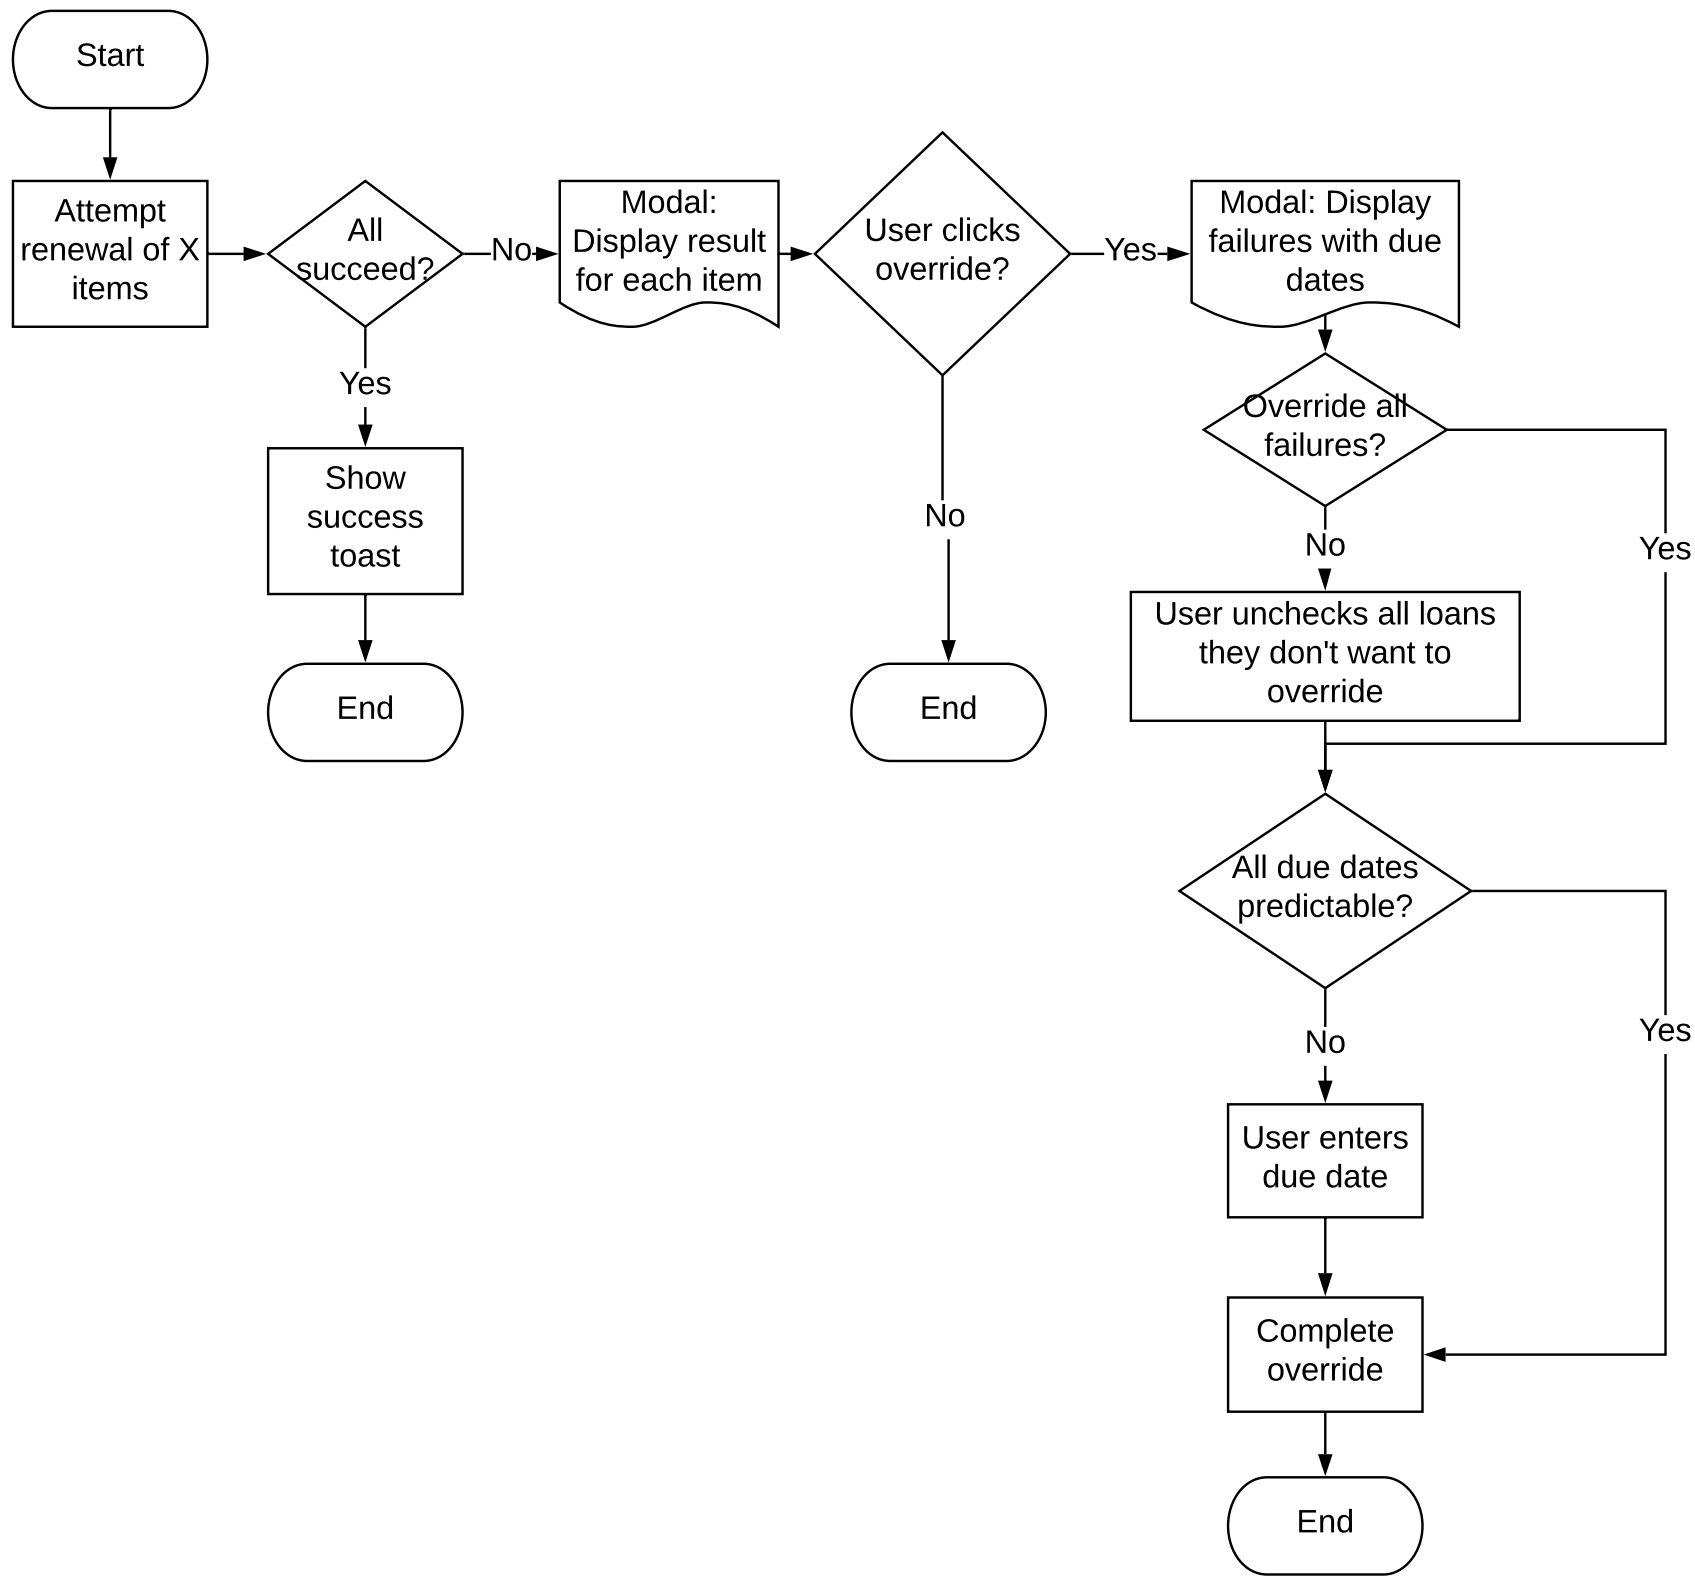 Start
Attempt
renewal of X
items
All
succeed?
No
Modal:
Display result
for each item
User clicks
override?
Yes
Modal: Display
failures with due
dates
Yes
Show
success
toast
End
No
End
Override all
failures?
No
Yes
User unchecks all loans
they don't want to
override
All due dates
predictable?
No
Yes
User enters
due date
Complete
override
End